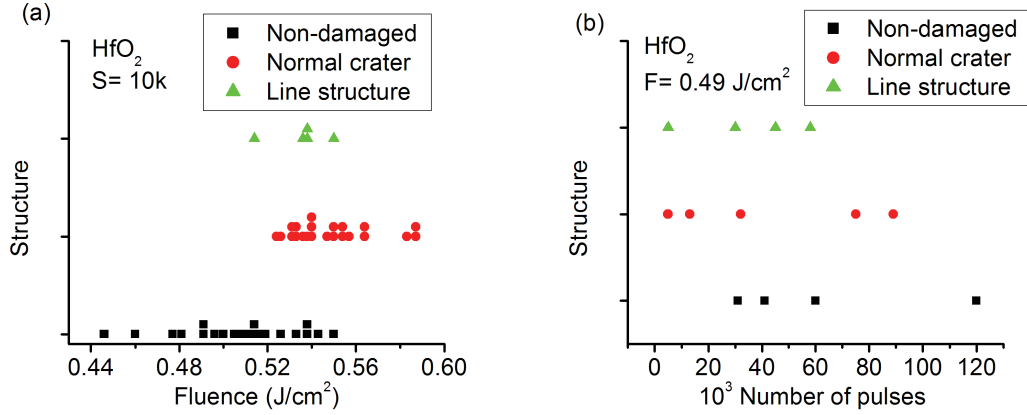 (a)
HfO₂
S= 10k
Non-damaged
Normal crater
Line structure
Structure
0.44 0.48 0.52 0.56 0.60
Fluence (J/cm²)
(b)
HfO₂
F= 0.49 J/cm²
Non-damaged
Normal crater
Line structure
Structure
0 20 40 60 80 100 120
10³ Number of pulses